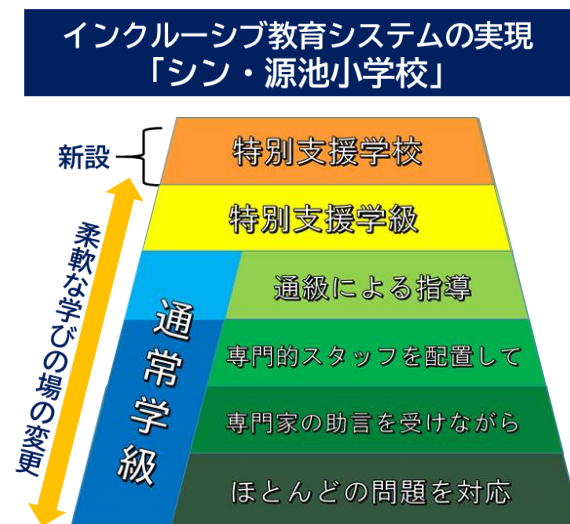 インクルーシブ教育システムの実現
「シン・源池小学校」
新設
特別支援学校
特別支援学級
通級による指導
専門的スタッフを配置して
専門家の助言を受けながら
ほとんどの問題を対応
通常学級
柔軟な学びの場の変更